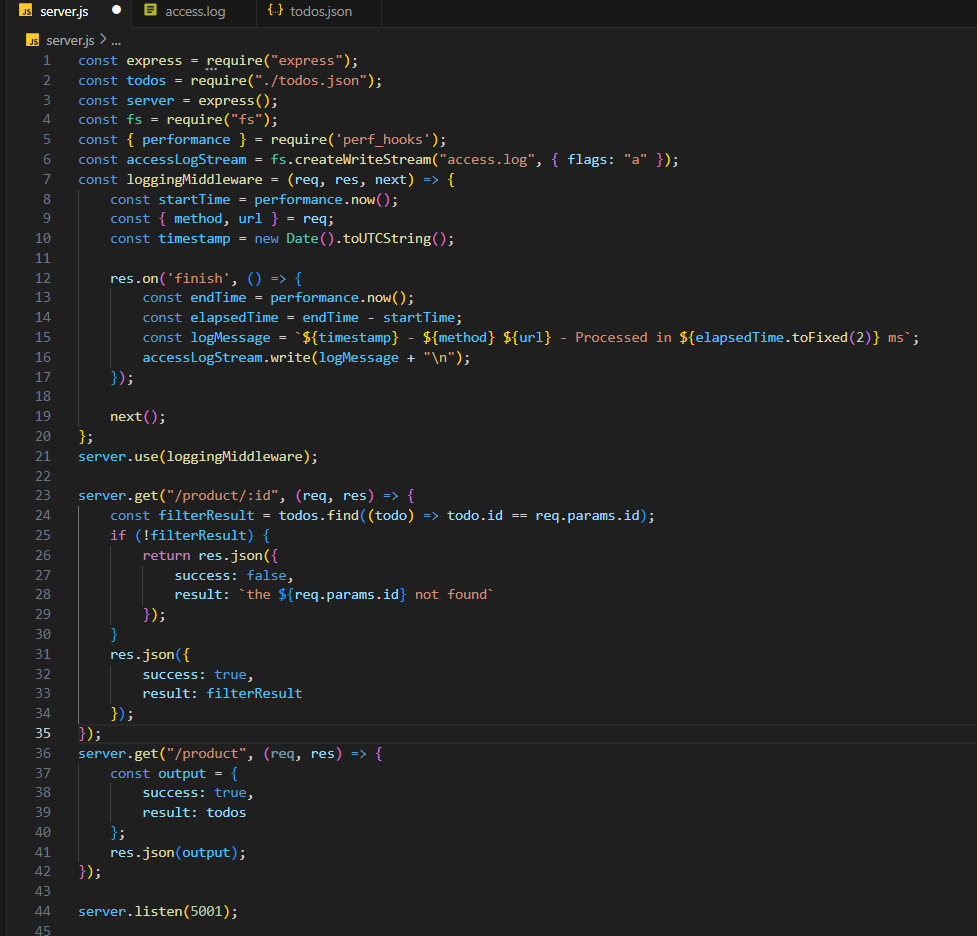 JS server.js ● access.log {··} todos.json
JS server.js > ...
1 const express = require("express");
2 const todos = require("./todos.json");
3 const server = express();
4 const fs = require("fs");
5 const { performance } = require('perf_hooks');
6 const accessLogStream = fs.createWriteStream("access.log", { flags: "a" });
7 const loggingMiddleware = (req, res, next) => {
8     const startTime = performance.now();
9     const { method, url } = req;
10     const timestamp = new Date().toUTCString();
11
12     res.on('finish', () => {
13         const endTime = performance.now();
14         const elapsedTime = endTime - startTime;
15         const logMessage = `${timestamp} - ${method} ${url} - Processed in ${elapsedTime.toFixed(2)} ms`;
16         accessLogStream.write(logMessage + "\n");
17     });
18
19     next();
20 };
21 server.use(loggingMiddleware);
22
23 server.get("/product/:id", (req, res) => {
24     const filterResult = todos.find((todo) => todo.id == req.params.id);
25     if (!filterResult) {
26         return res.json({
27             success: false,
28             result: `the ${req.params.id} not found`
29         });
30     }
31     res.json({
32         success: true,
33         result: filterResult
34     });
35 });
36 server.get("/product", (req, res) => {
37     const output = {
38         success: true,
39         result: todos
40     };
41     res.json(output);
42 });
43
44 server.listen(5001);
45